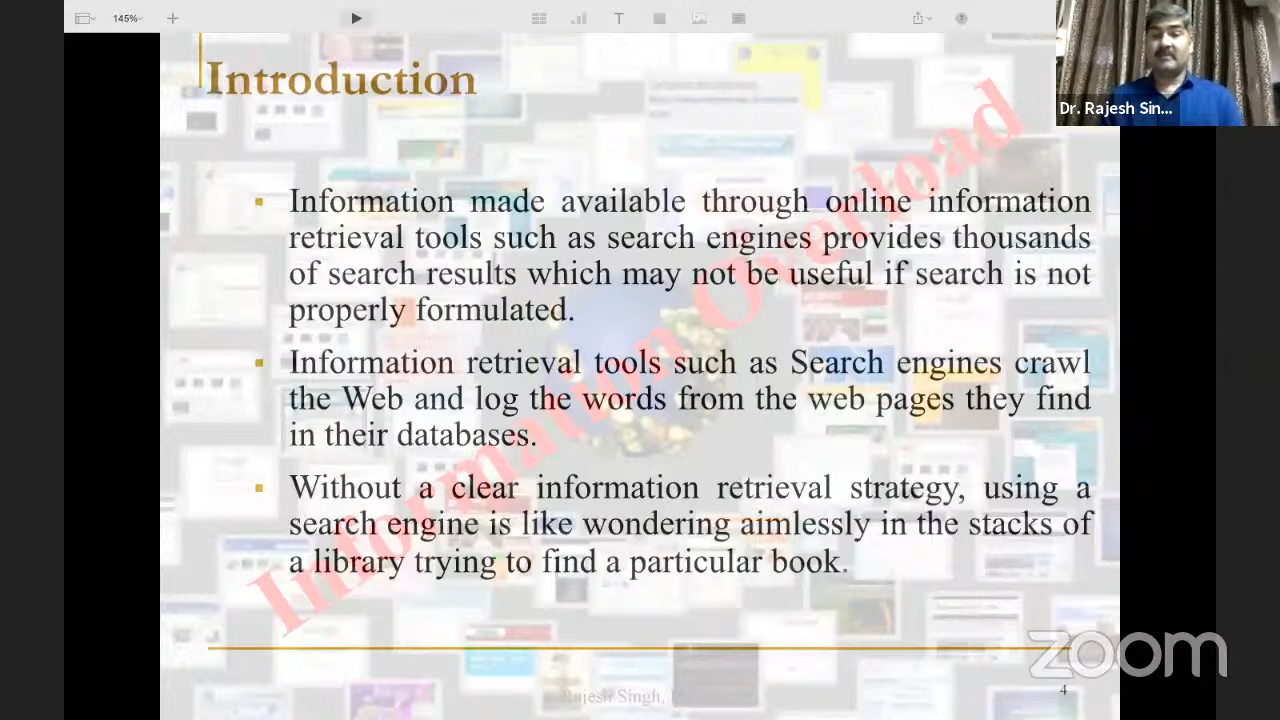 145%
Introduction
Dr. Rajesh Sin...
Information Overload
Information made available through online information
retrieval tools such as search engines provides thousands
of search results which may not be useful if search is not
properly formulated.
Information retrieval tools such as Search engines crawl
the Web and log the words from the web pages they find
in their databases.
Without a clear information retrieval strategy, using a
search engine is like wondering aimlessly in the stacks of
a library trying to find a particular book.
zoom
Rajesh Singh,
4